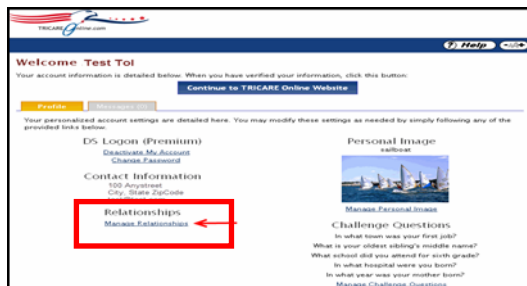 TRICARE Online.com
Help
Welcome Test Tol
Your account information is detailed below. When you have verified your information, click this button:
Continue to TRICARE Online Website
Profile
Messages
Your personalized account settings are detailed here. You may modify these settings as needed by simply following any of the
provided links below.
DS Logon (Premium)
Deactivate My Account
Change Password
Contact Information
100 Anystreet
City, State ZipCode
Relationships
Manage Relationships
Personal Image
sailboat
Manage Personal Image
Challenge Questions
In what town was your first job?
What is your oldest sibling's middle name?
What school did you attend for sixth grade?
In what hospital were you born?
In what year was your mother born?
Manage Challenge Questions